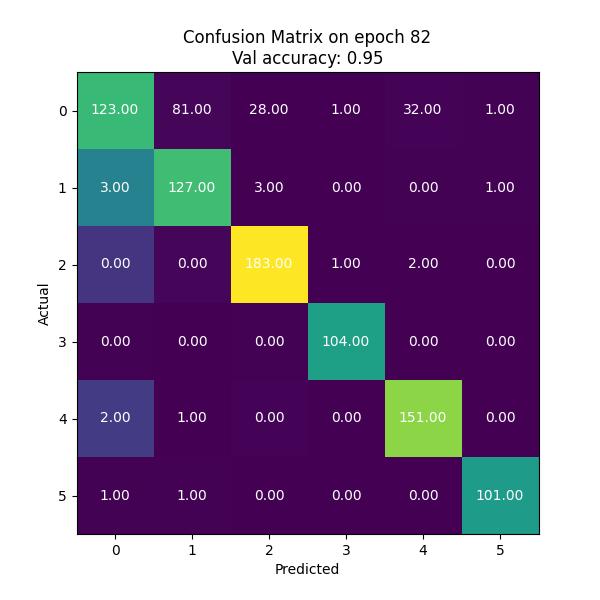 Confusion Matrix on epoch 82
Val accuracy: 0.95
0 123.00 81.00 28.00 1.00 32.00 1.00
1 3.00 127.00 3.00 0.00 0.00 1.00
2 0.00 0.00 183.00 1.00 2.00 0.00
3 0.00 0.00 0.00 104.00 0.00 0.00
4 2.00 1.00 0.00 0.00 151.00 0.00
5 1.00 1.00 0.00 0.00 0.00 101.00
0 1 2 3 4 5
Predicted
Actual